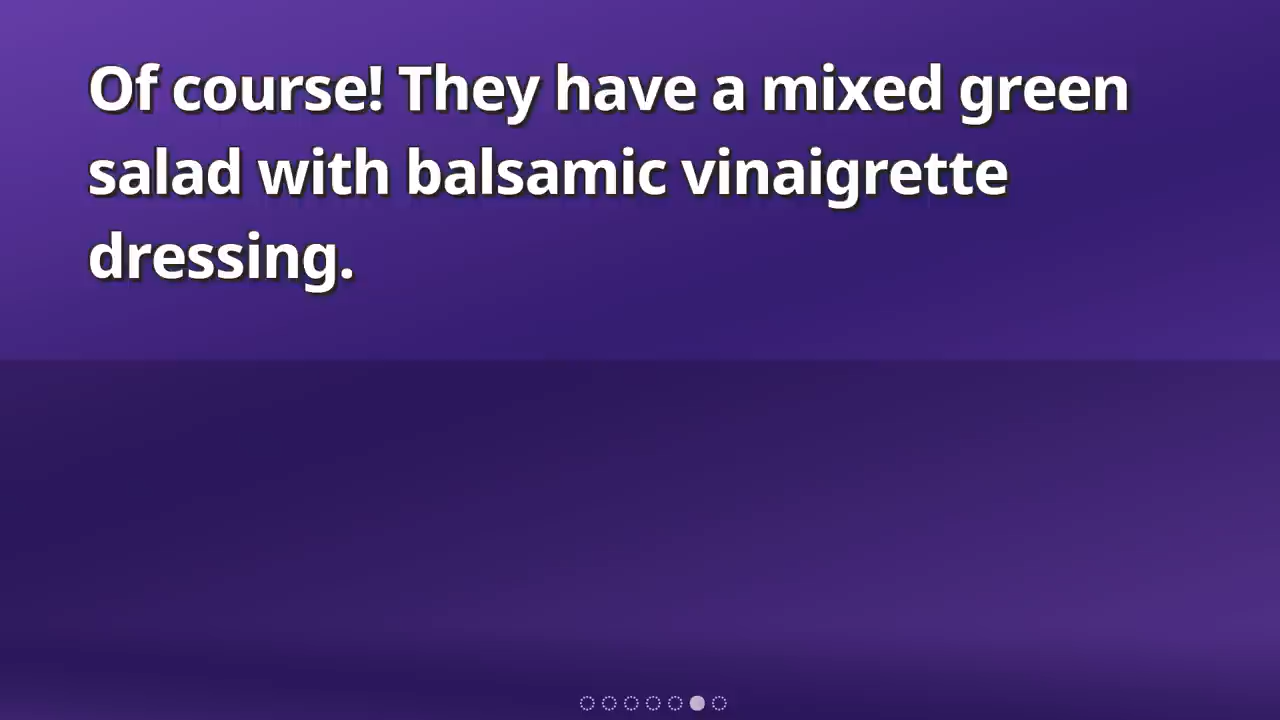 Of course! They have a mixed green
salad with balsamic vinaigrette
dressing.